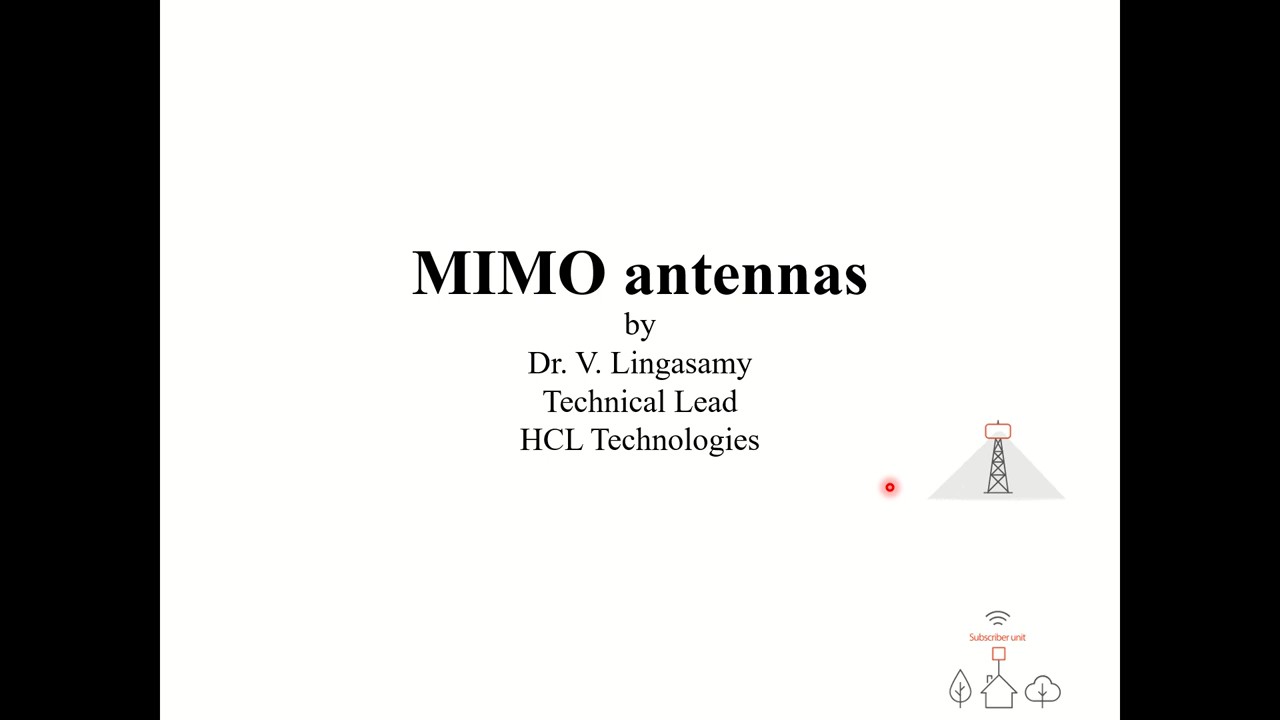 MIMO antennas
by
Dr. V. Lingasamy
Technical Lead
HCL Technologies
Subscriber unit